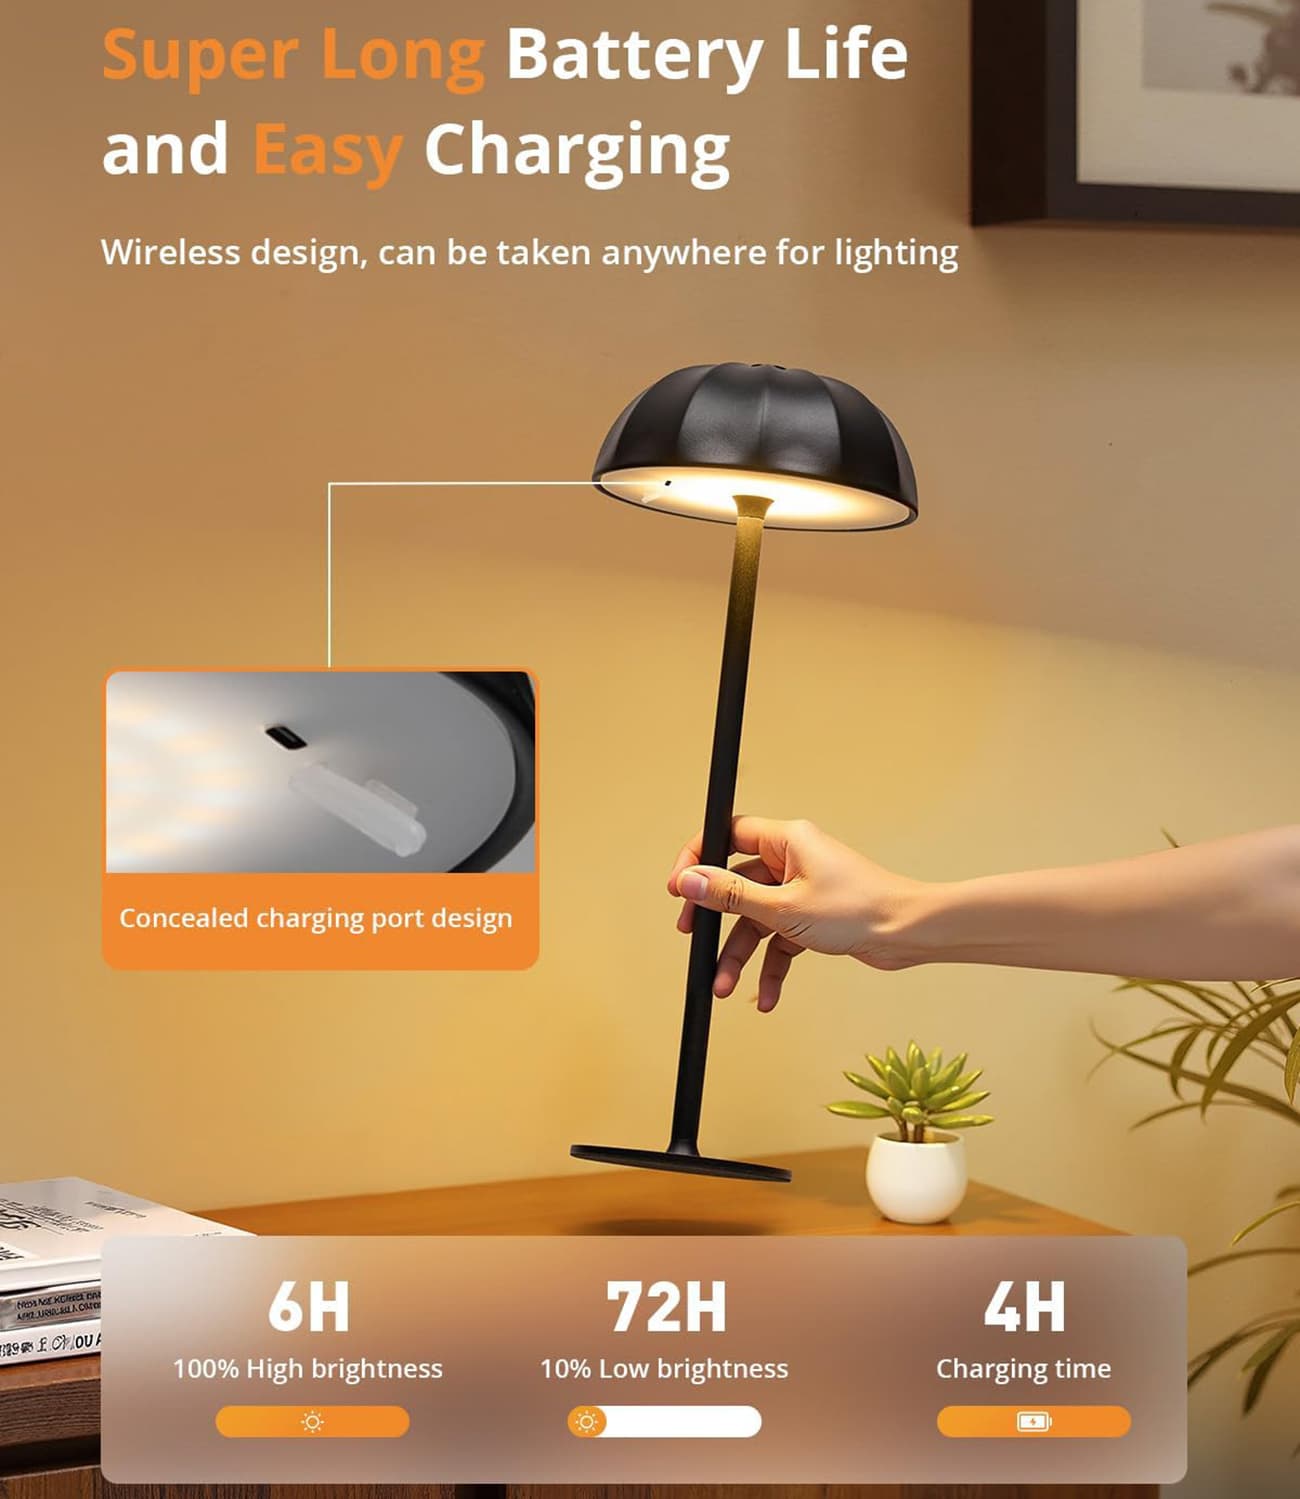 Super Long Battery Life
and Easy Charging
Wireless design, can be taken anywhere for lighting
Concealed charging port design
6H
100% High brightness
72H
10% Low brightness
4H
Charging time